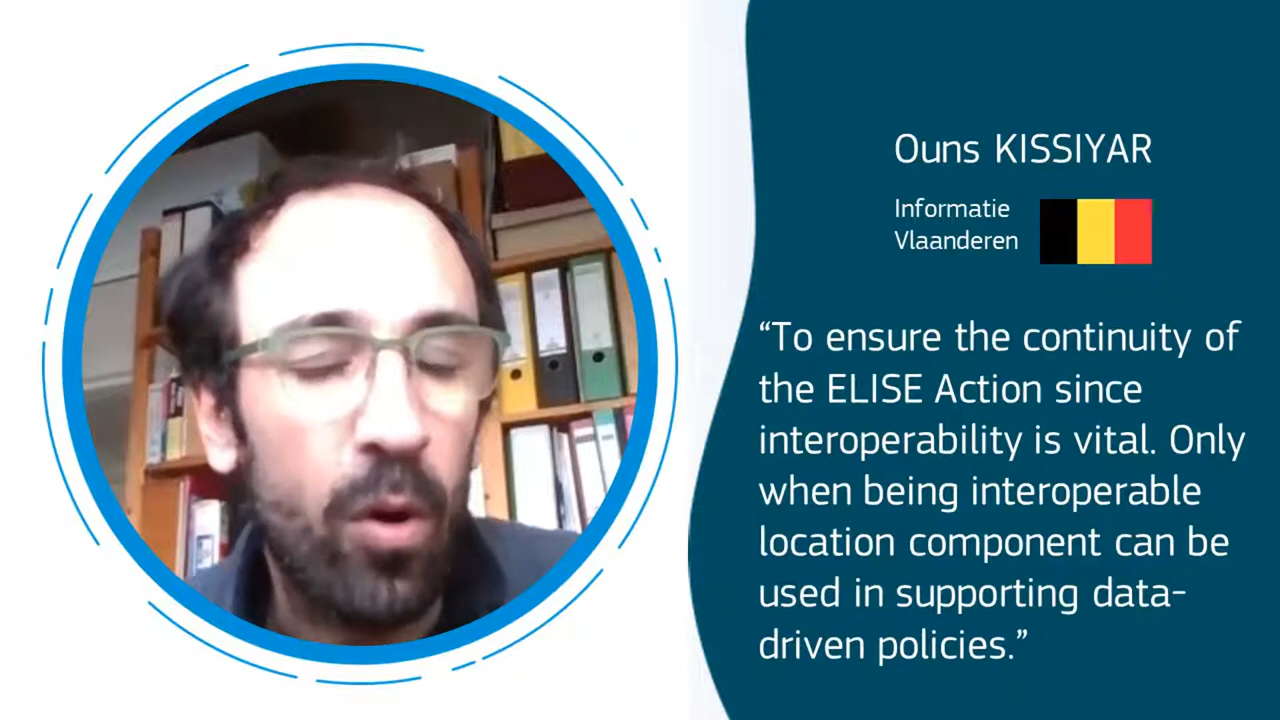 Ouns KISSIYAR
Informatie
Vlaanderen
“To ensure the continuity of
the ELISE Action since
interoperability is vital. Only
when being interoperable
location component can be
used in supporting data-
driven policies.”